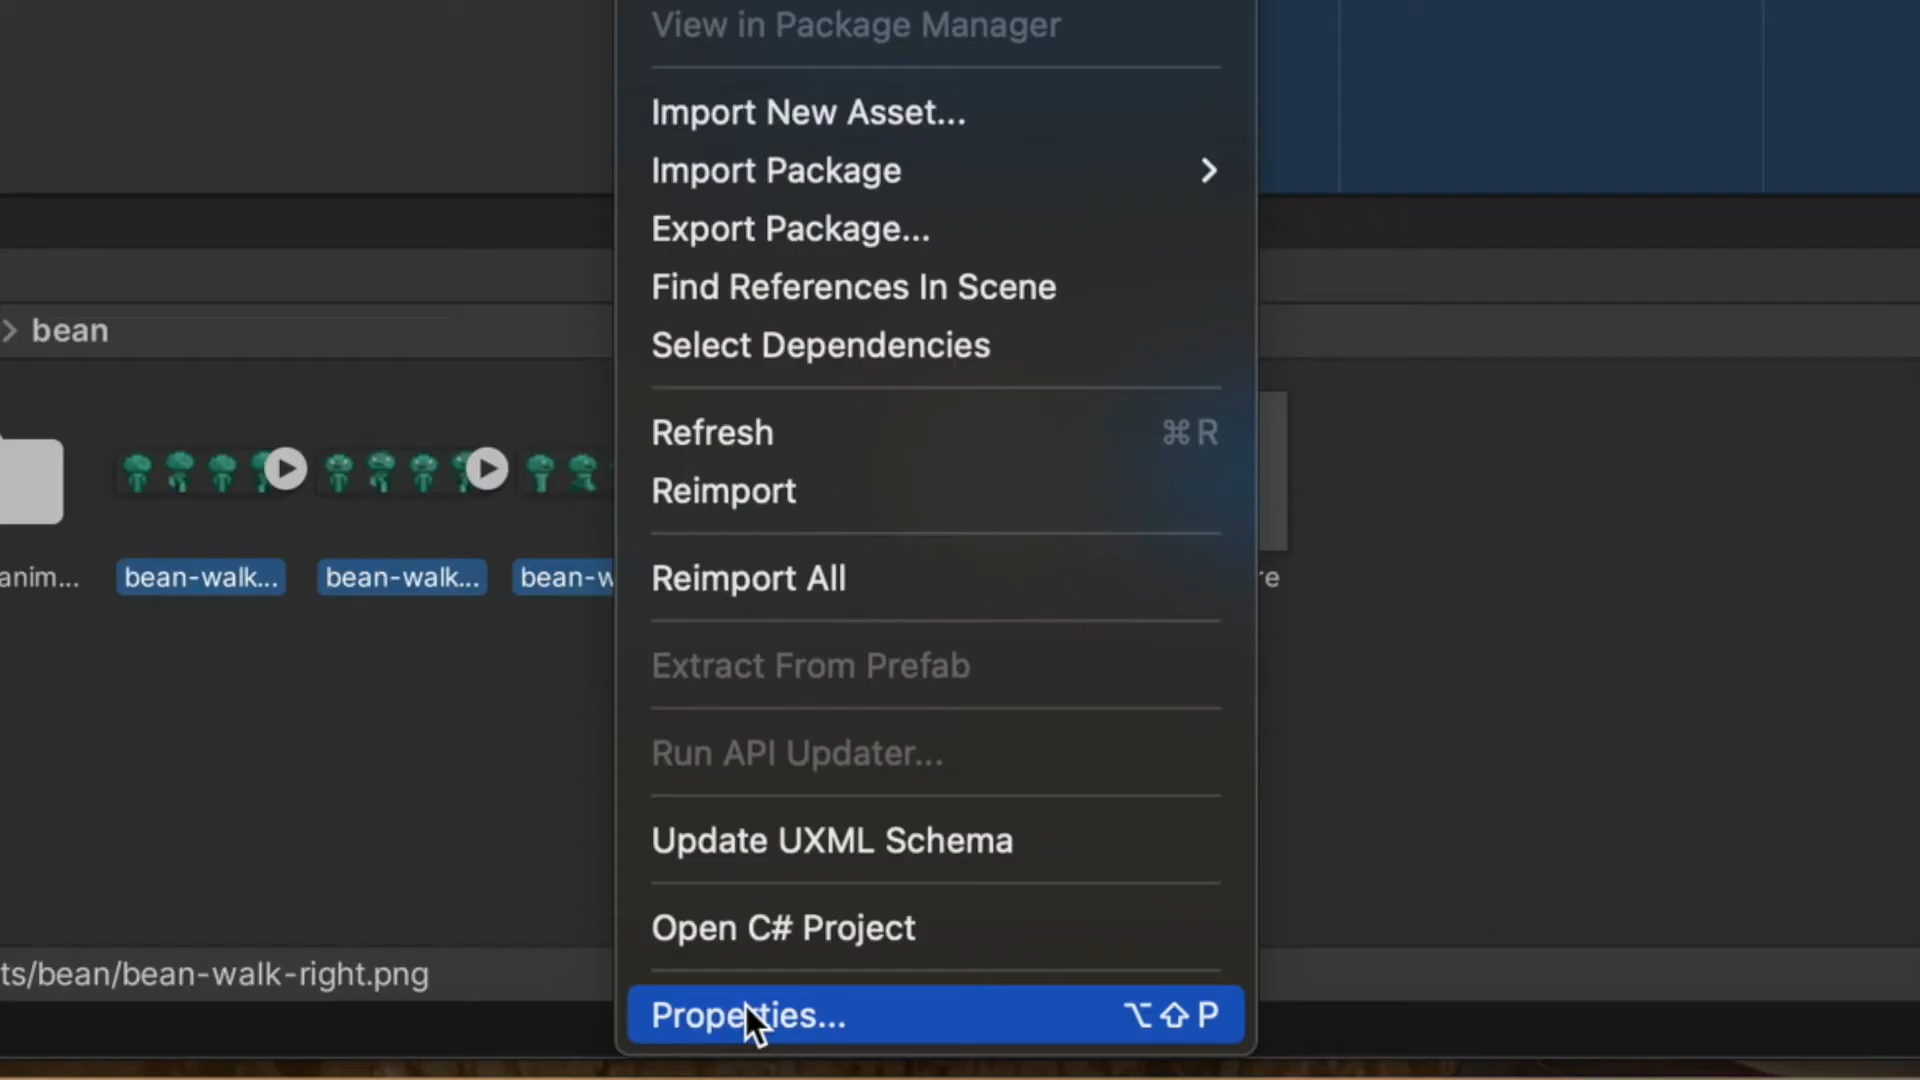 View in Package Manager
Import New Asset...
Import Package
Export Package...
Find References In Scene
Select Dependencies
bean
Refresh ⌘R
Reimport
anim... bean-walk... bean-walk... bean-w re
Reimport All
Extract From Prefab
Run API Updater...
Update UXML Schema
Open C# Project
ts/bean/bean-walk-right.png
Properties... ⌥⇧P